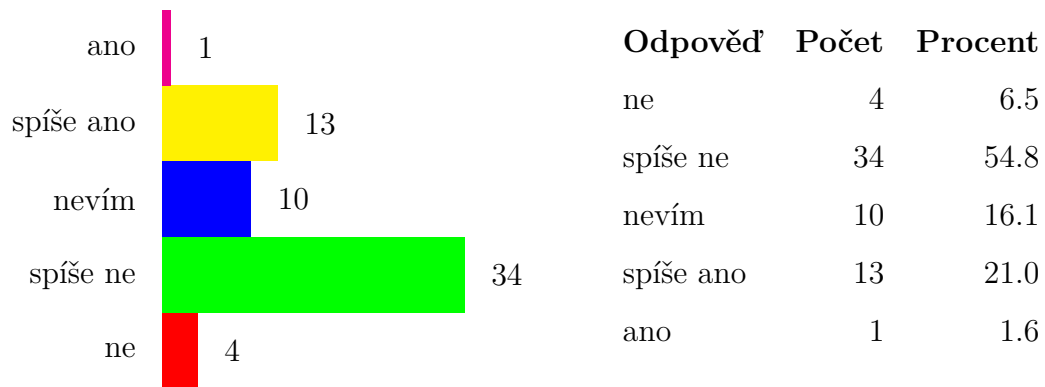 ano 1
spíše ano 13
nevím 10
spíše ne 34
ne 4
Odpověď Počet Procent
ne 4 6.5
spíše ne 34 54.8
nevím 10 16.1
spíše ano 13 21.0
ano 1 1.6